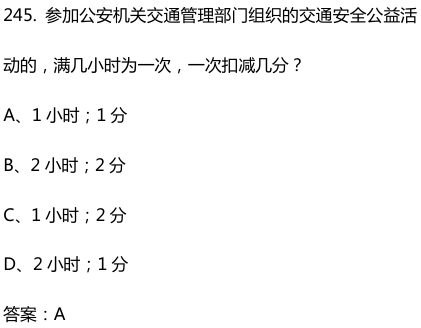 245. 参加公安机关交通管理部门组织的交通安全公益活
动的，满几小时为一次，一次扣减几分？
A、1 小时；1 分
B、2 小时；2 分
C、1 小时；2 分
D、2 小时；1 分
答案：A